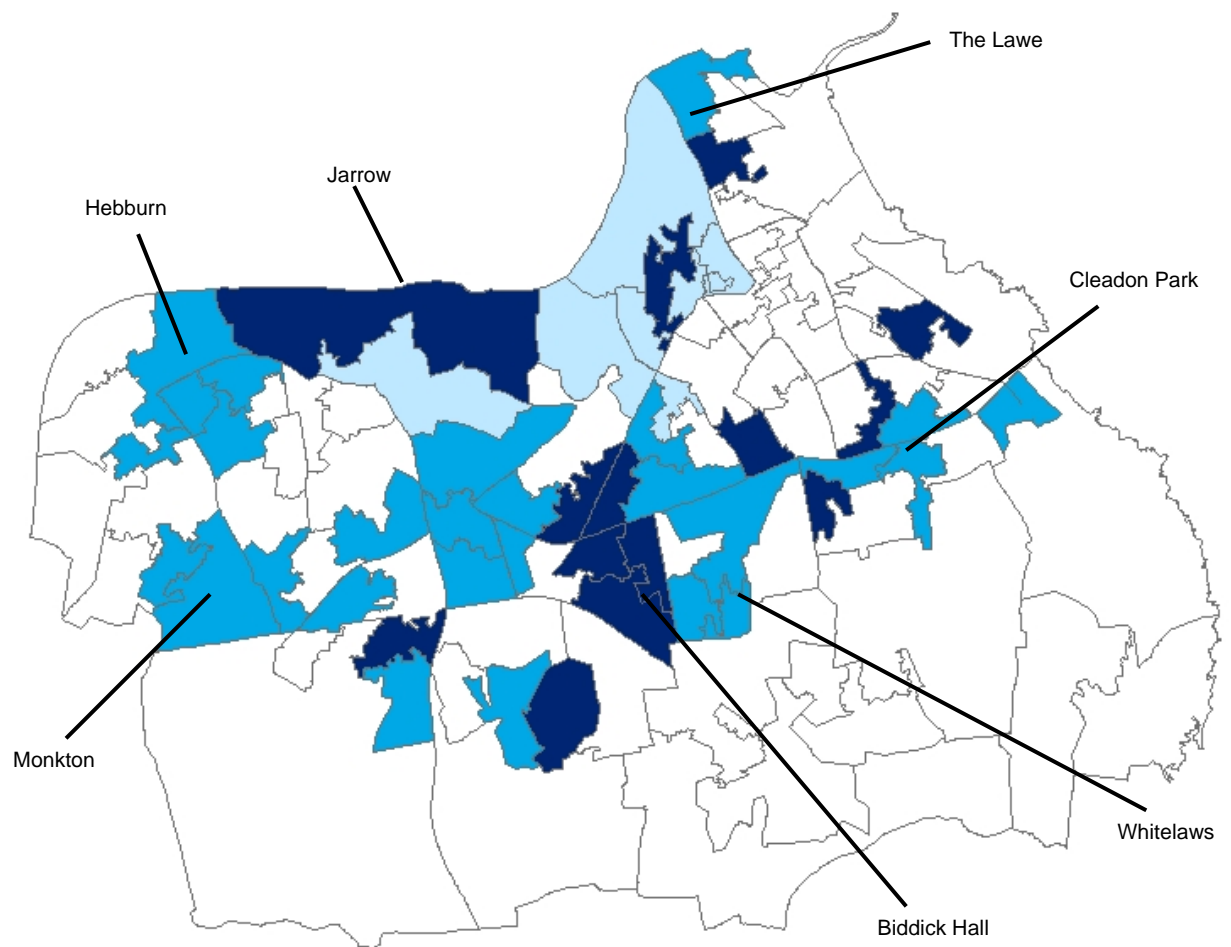 The Lawe
Jarrow
Hebburn
Cleadon Park
Monkton
Whitelaws
Biddick Hall